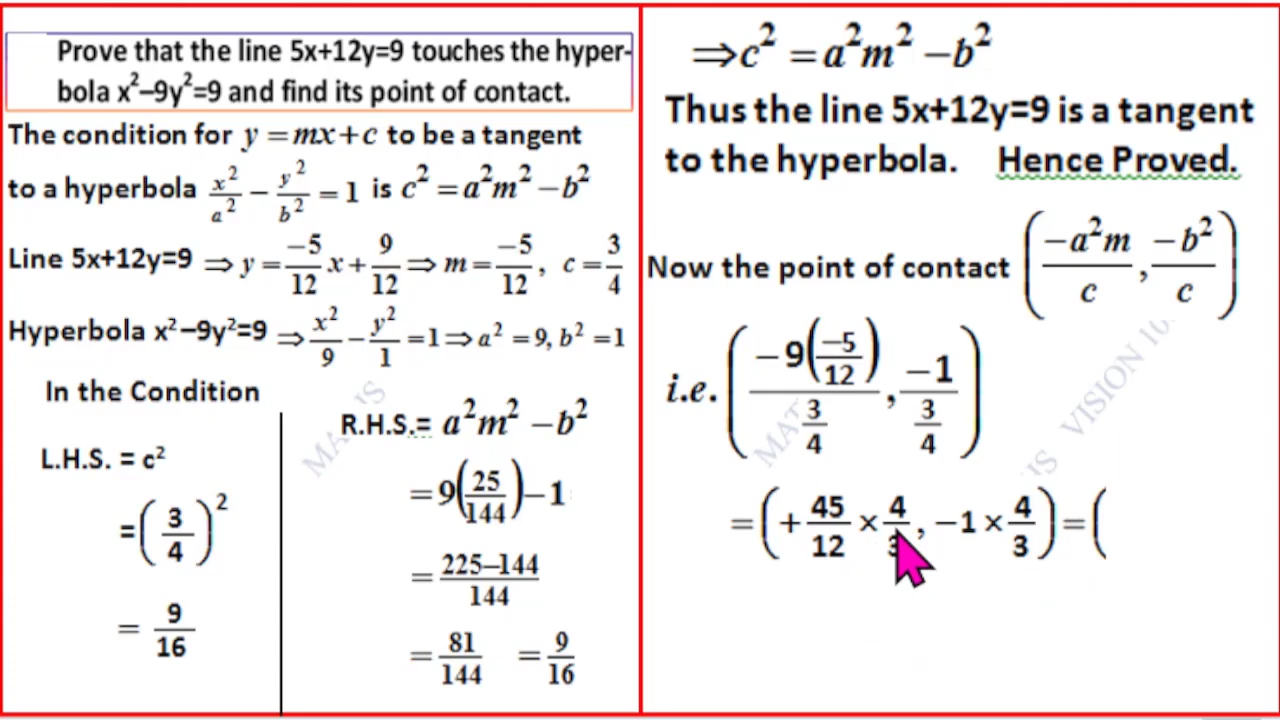 Prove that the line 5x+12y=9 touches the hyper-
bola x²–9y²=9 and find its point of contact.
The condition for y = mx + c to be a tangent
to a hyperbola x²/a² − y²/b² = 1 is c² = a²m² − b²
Line 5x+12y=9 ⇒ y = −5/12 x + 9/12 ⇒ m = −5/12, c = 3/4
Hyperbola x²–9y²=9 ⇒ x²/9 − y²/1 = 1 ⇒ a² = 9, b² = 1
In the Condition
L.H.S. = c²
= (3/4)²
= 9/16
R.H.S.= a²m² − b²
= 9(25/144) − 1
= 225–144/144
= 81/144 = 9/16
⇒ c² = a²m² − b²
Thus the line 5x+12y=9 is a tangent
to the hyperbola. Hence Proved.
Now the point of contact (−a²m/c, −b²/c)
i.e. (−9(−5/12)/(3/4), −1/(3/4))
= (+45/12 × 4/3, −1 × 4/3) = (
VISION